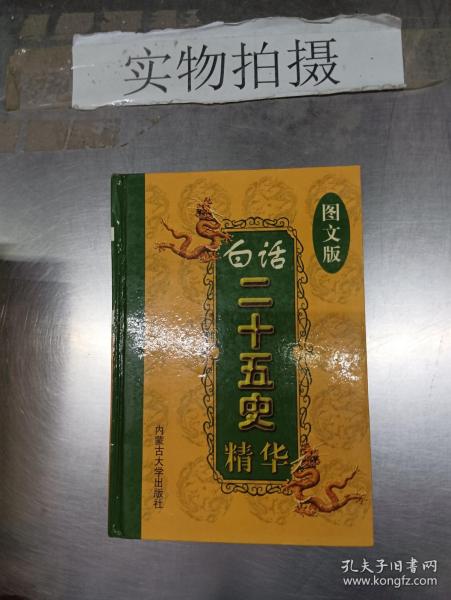 实物拍摄
图文版
白话
二十五史
精华
内蒙古大学出版社
孔夫子旧书网
www.kongfz.com